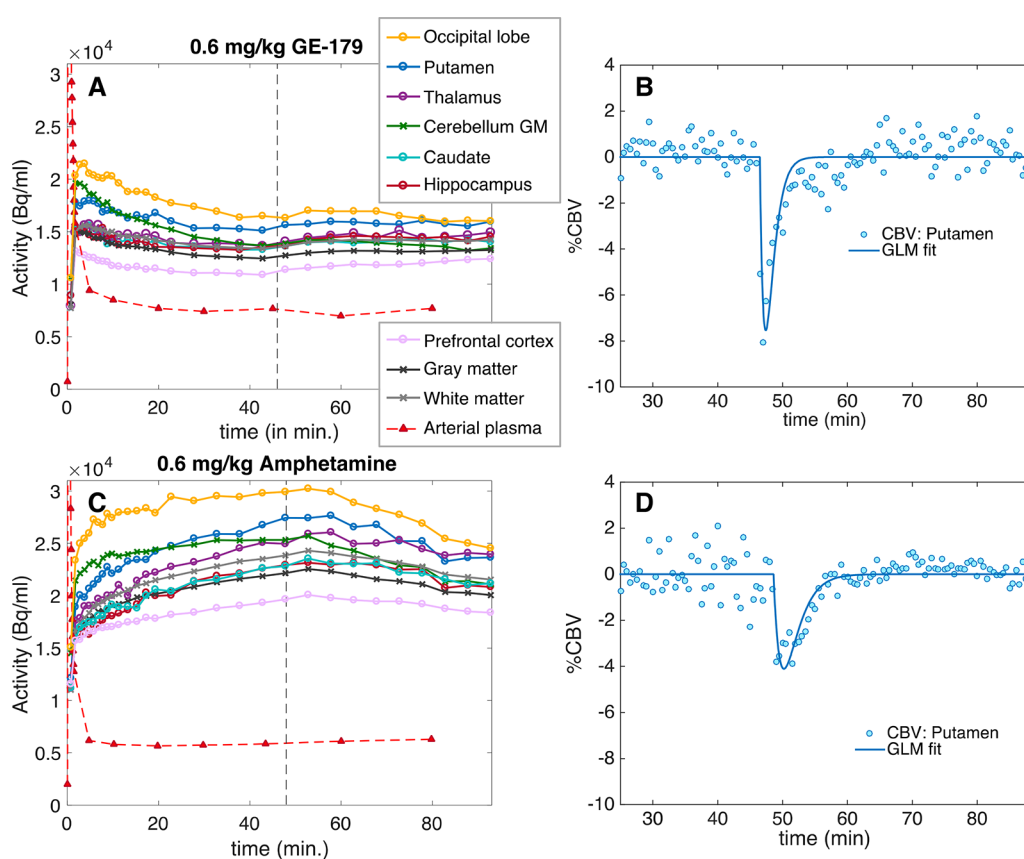 0.6 mg/kg GE-179
×10⁴
A
3
2.5
2
1.5
1
0.5
0
Activity (Bq/ml)
0 20 40 60
time (in min.)
Occipital lobe
Putamen
Thalamus
Cerebellum GM
Caudate
Hippocampus
Prefrontal cortex
Gray matter
White matter
Arterial plasma
B
4
2
0
-2
-4
-6
-8
-10
%CBV
CBV: Putamen
GLM fit
30 40 50 60 70 80
time (min)
0.6 mg/kg Amphetamine
×10⁴
C
3
2.5
2
1.5
1
0.5
0
Activity (Bq/ml)
0 20 40 60 80
time (min.)
D
4
2
0
-2
-4
-6
-8
-10
%CBV
CBV: Putamen
GLM fit
30 40 50 60 70 80
time (min)